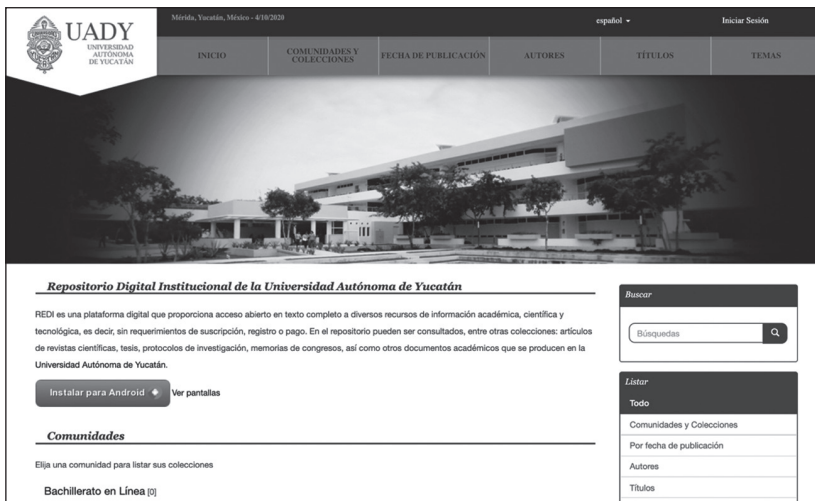 UADY
UNIVERSIDAD
AUTÓNOMA
DE YUCATÁN
Mérida, Yucatán, México - 4/10/2020
español
Iniciar Sesión
INICIO
COMUNIDADES Y
COLECCIONES
FECHA DE PUBLICACIÓN
AUTORES
TÍTULOS
TEMAS
Repositorio Digital Institucional de la Universidad Autónoma de Yucatán
REDI es una plataforma digital que proporciona acceso abierto en texto completo a diversos recursos de información académica, científica y
tecnológica, es decir, sin requerimientos de suscripción, registro o pago. En el repositorio pueden ser consultados, entre otras colecciones: artículos
de revistas científicas, tesis, protocolos de investigación, memorias de congresos, así como otros documentos académicos que se producen en la
Universidad Autónoma de Yucatán.
Instalar para Android
Ver pantallas
Comunidades
Elija una comunidad para listar sus colecciones
Bachillerato en Línea [0]
Buscar
Búsquedas
Listar
Todo
Comunidades y Colecciones
Por fecha de publicación
Autores
Títulos